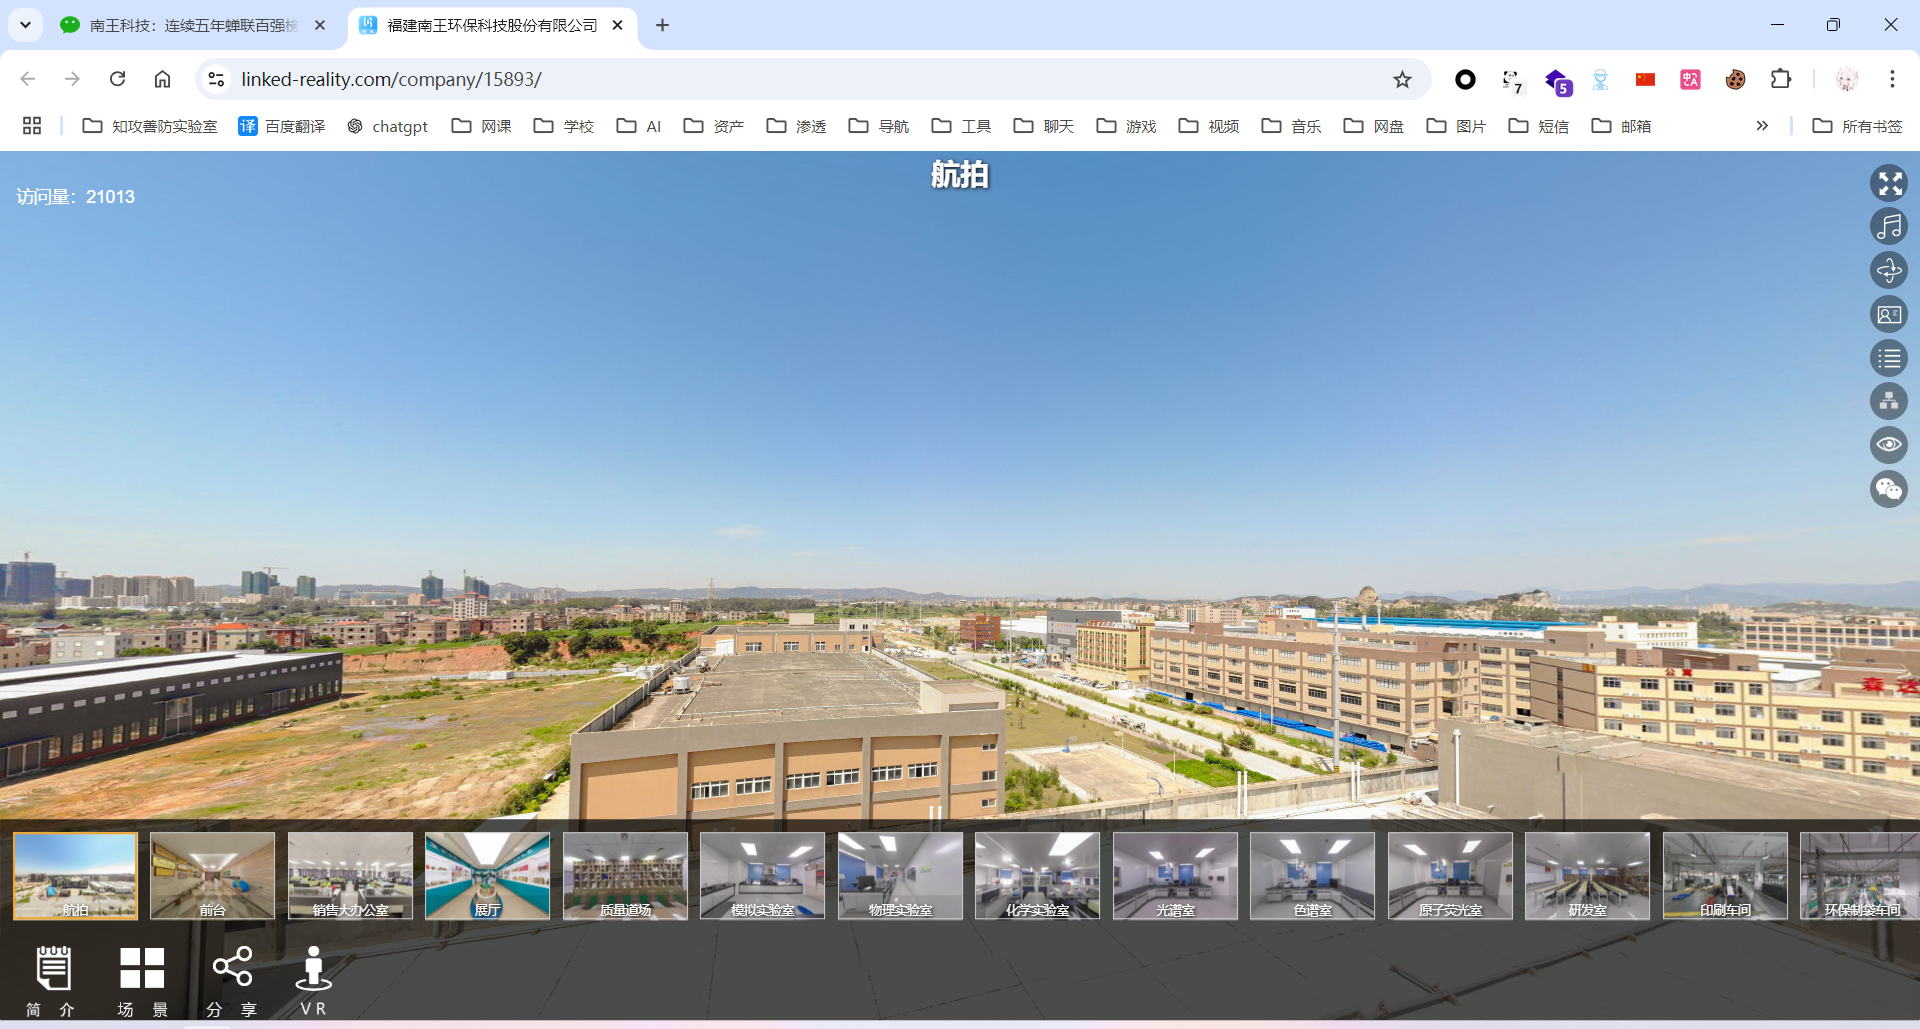 南王科技：连续五年蝉联百强榜
福建南王环保科技股份有限公司
linked-reality.com/company/15893/
7
5
知攻善防实验室
译 百度翻译
chatgpt
网课
学校
AI
资产
渗透
导航
工具
聊天
游戏
视频
音乐
网盘
图片
短信
邮箱
所有书签
航拍
访问量：21013
公寓
森达
航拍
前台
销售大办公室
展厅
质量道场
模拟实验室
物理实验室
化学实验室
光谱室
色谱室
原子荧光室
研发室
印刷车间
环保制袋车间
简 介
场 景
分 享
VR